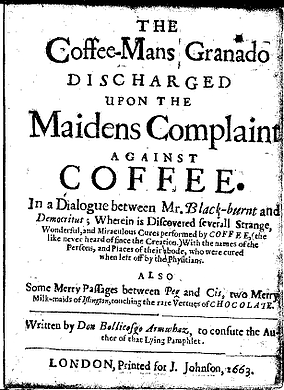 THE
Coffee-Mans Granado
DISCHARGED
UPON THE
Maidens Complaint
AGAINST
COFFEE.
In a Dialogue between Mr. Black-burnt and
Democritus; Wherein is Discovered severall Strange,
Wonderful, and Miraculous Cures performed by COFFEE, (the
like never heard of since the Creation.) With the names of the
Persons, and Places of their abode, who were cured
when left off by the Physitians.
ALSO
Some Merry Passages between Peg and Cis, two Merry
Milk-maids of Islington, touching the rare Vertues of CHOCOLATE.
Written by Don Bollicosgo Armuthaz, to confute the Au-
thor of that Lying Pamphlet.
LONDON, Printed for J. Johnson, 1663.